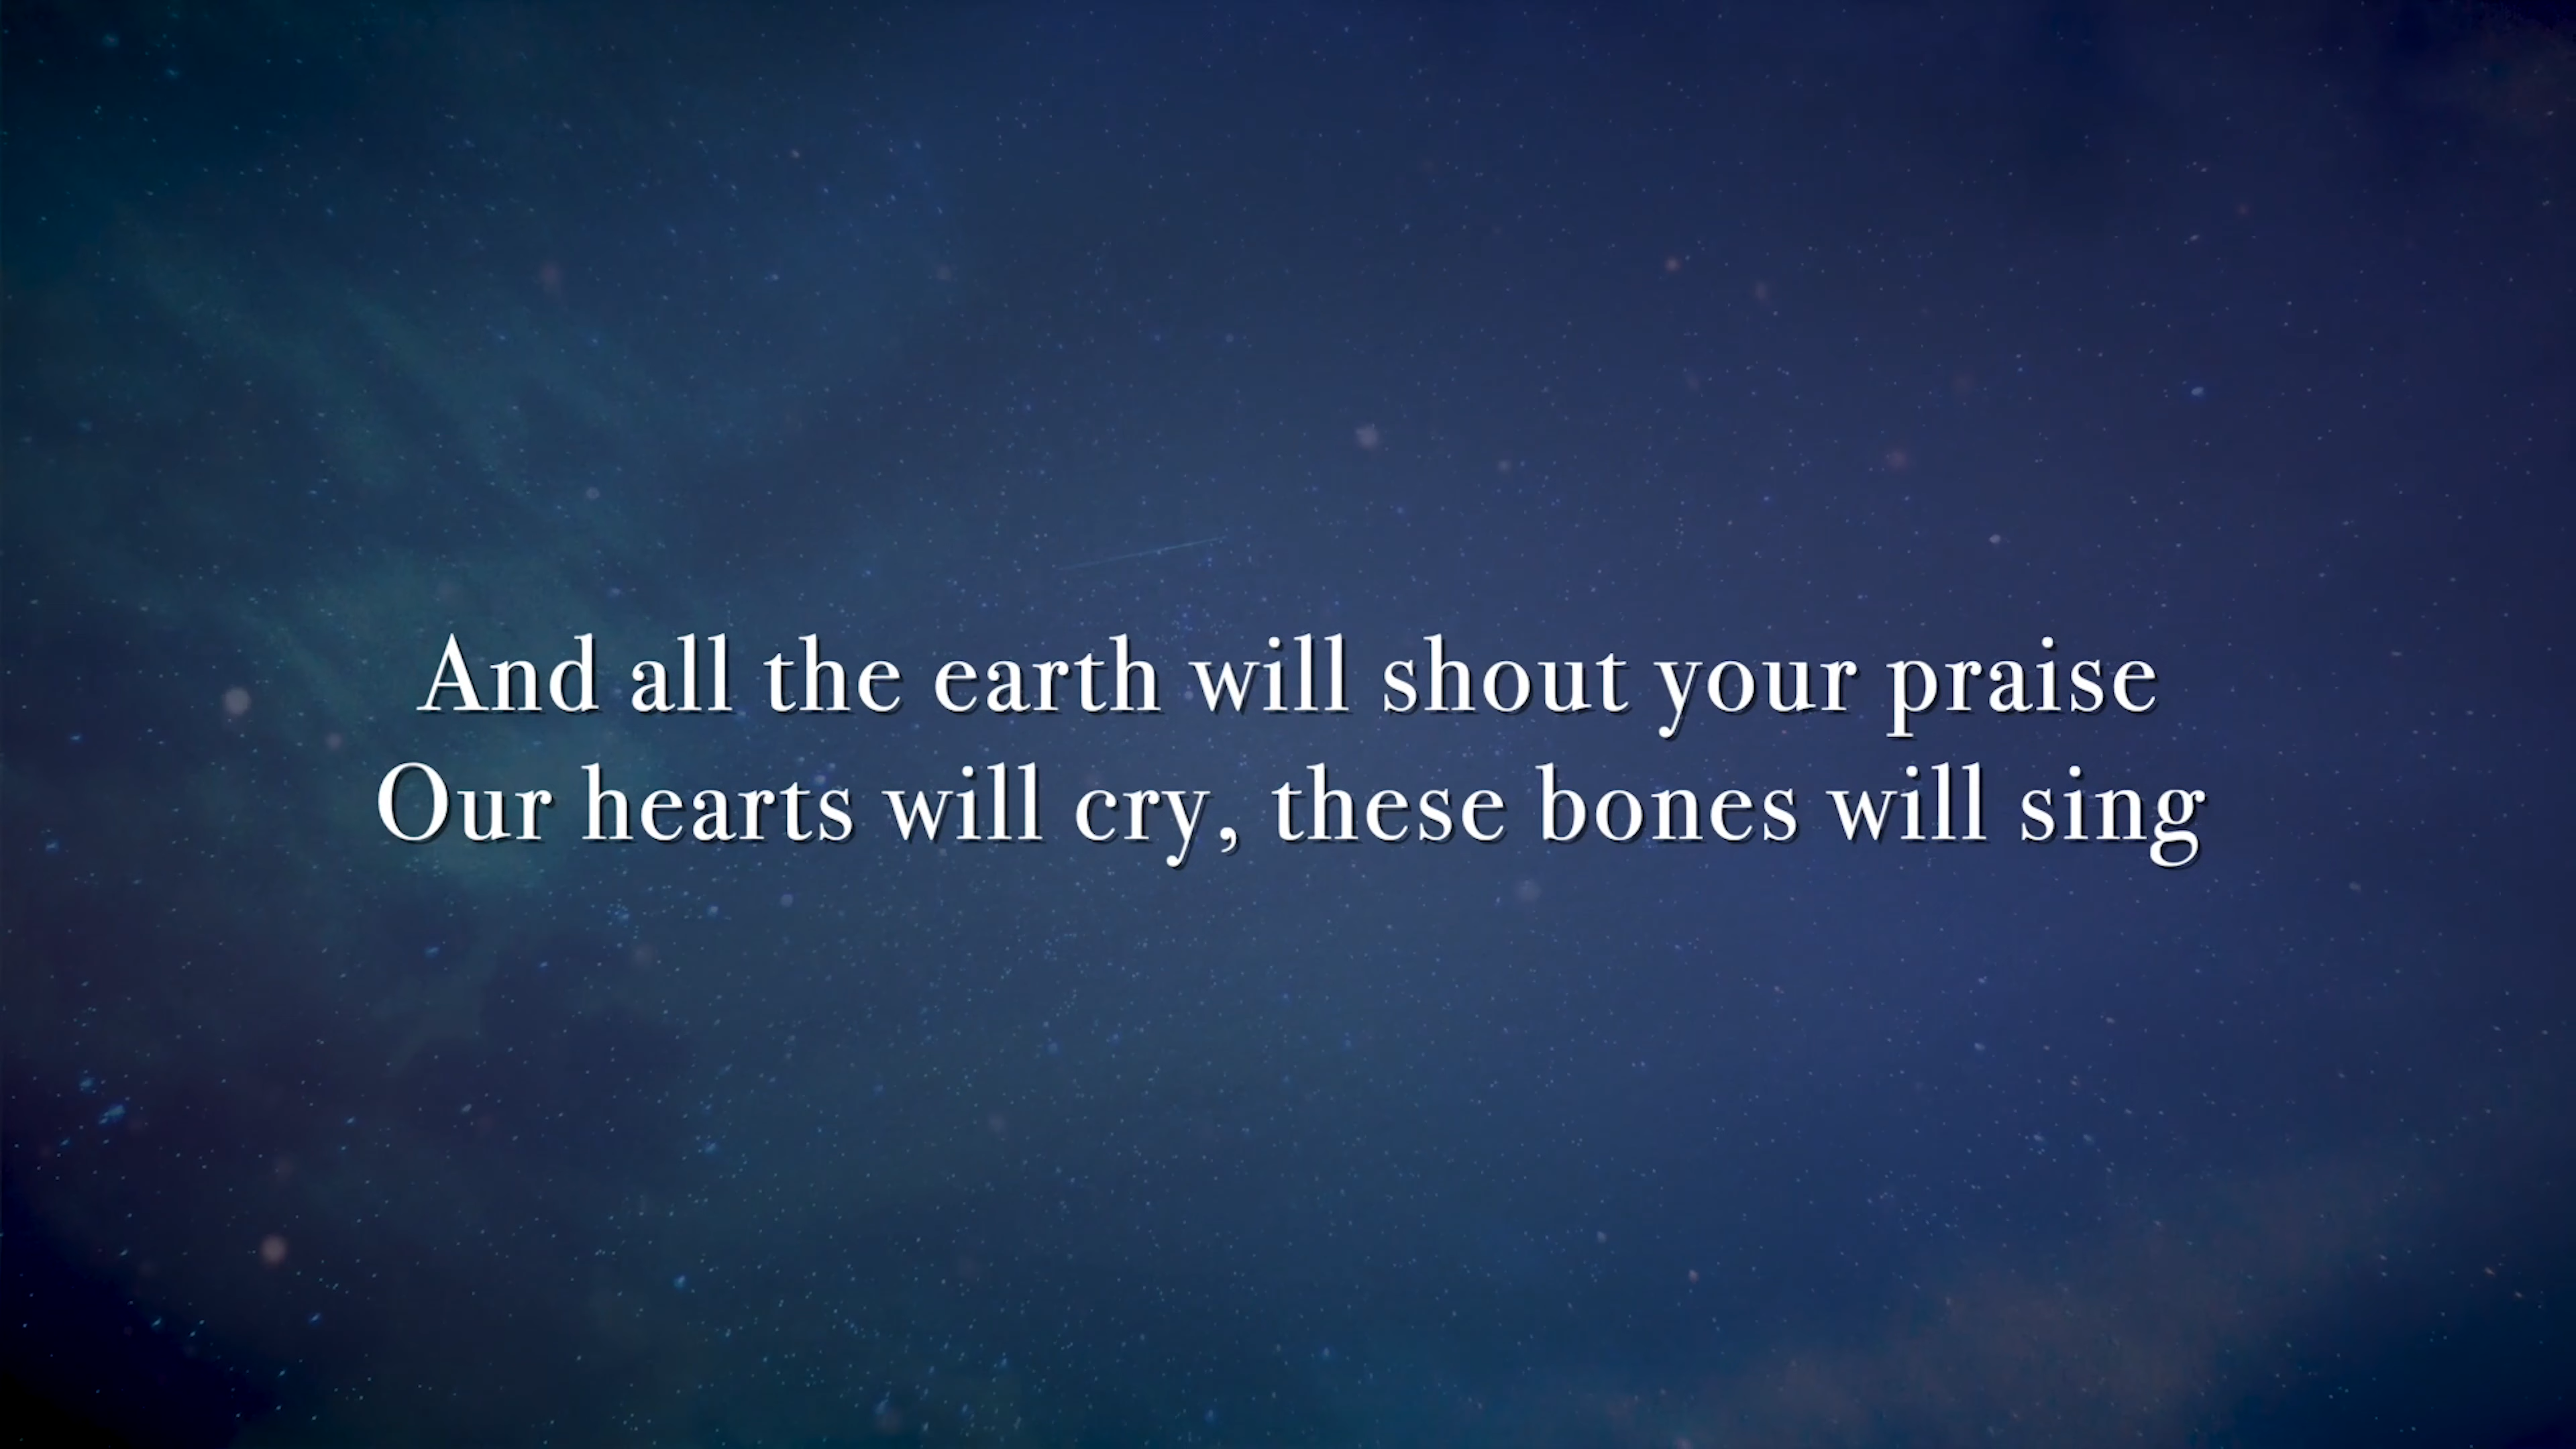 And all the earth will shout your praise
Our hearts will cry, these bones will sing